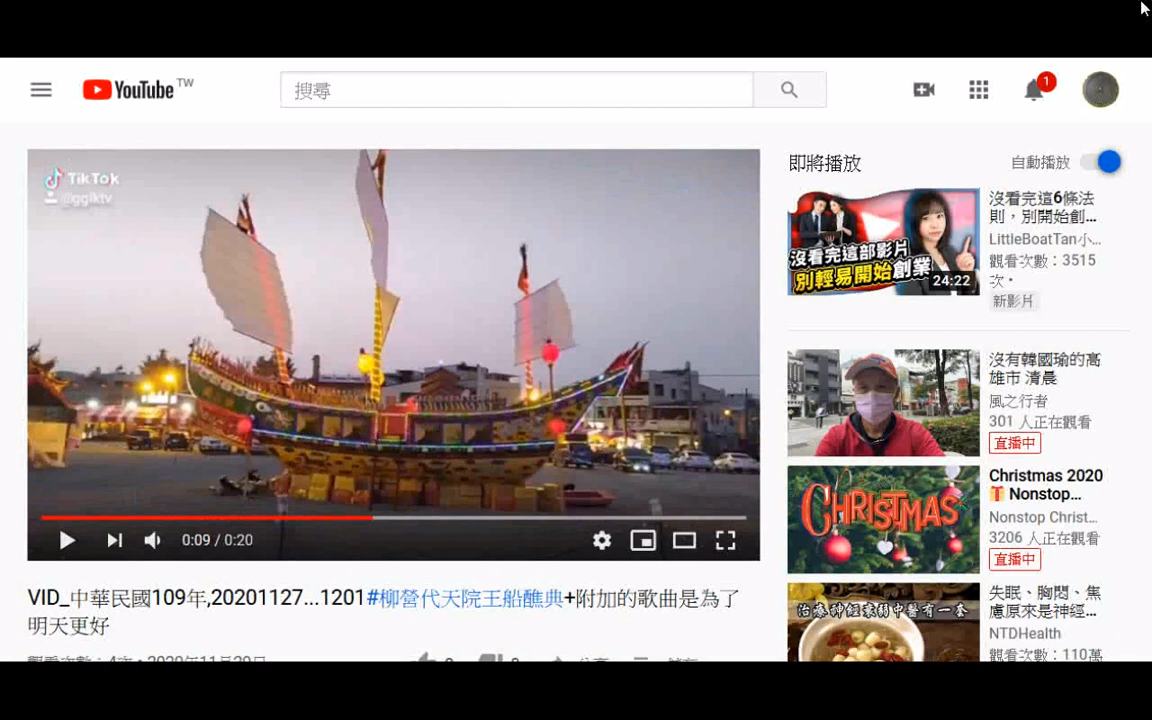 YouTube TW
搜尋
1
TikTok
@gglktv
0:09 / 0:20
VID_中華民國109年,20201127...1201#柳營代天院王船醮典+附加的歌曲是為了
明天更好
即將播放
自動播放
沒看完這部影片
別輕易開始創業
24:22
沒看完這6條法
則，別開始創...
LittleBoatTan小...
觀看次數：3515
次・
新影片
沒有韓國瑜的高
雄市 清晨
風之行者
301 人正在觀看
直播中
CHRISTMAS
Christmas 2020
🎁 Nonstop...
Nonstop Christ...
3206 人正在觀看
直播中
治療神經衰弱中醫有一套
失眠、胸悶、焦
慮原來是神經...
NTDHealth
觀看次數：110萬